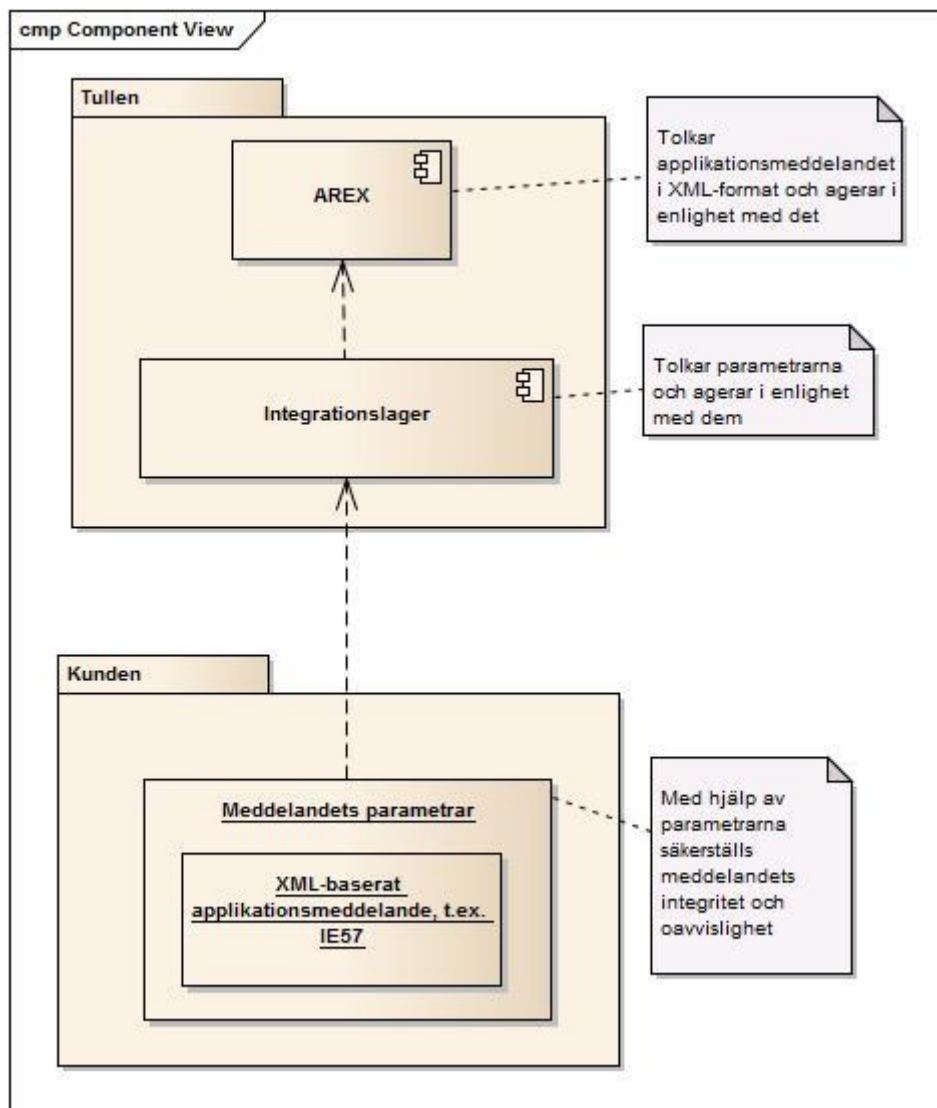 cmp Component View
Tullen
AREX
Tolkar
applikationsmeddelandet
i XML-format och agerar i
enlighet med det
Integrationslager
Tolkar parametrarna
och agerar i enlighet
med dem
Kunden
Meddelandets parametrar
XML-baserat
applikationsmeddelande, t.ex.
IE57
Med hjälp av
parametrarna
säkerställs
meddelandets
integritet och
oavvislighet